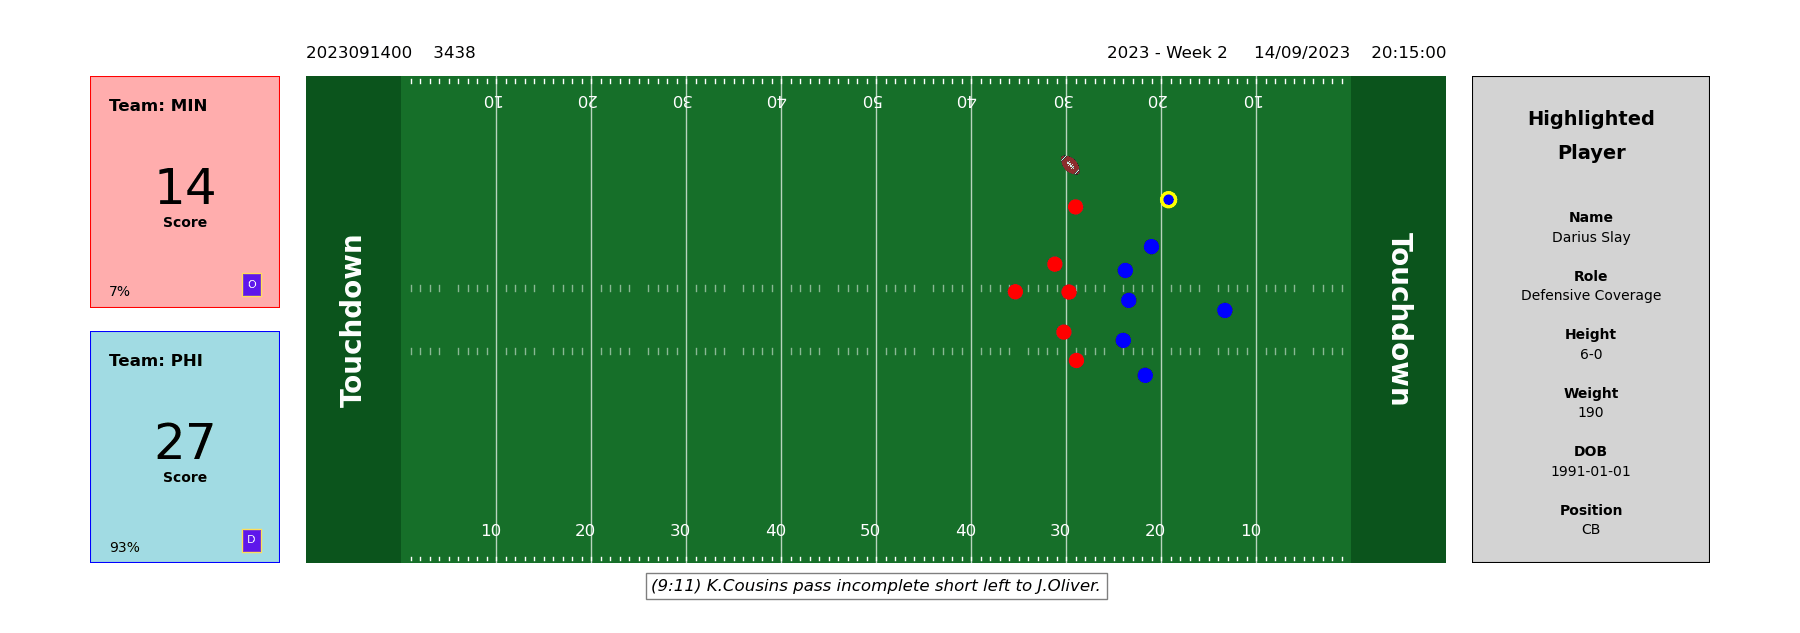 2023091400    3438
2023 - Week 2     14/09/2023    20:15:00
Team: MIN
14
Score
7%
O
Team: PHI
27
Score
93%
D
10 20 30 40 50 40 30 20 10
Touchdown
Touchdown
10 20 30 40 50 40 30 20 10
(9:11) K.Cousins pass incomplete short left to J.Oliver.
Highlighted
Player
Name
Darius Slay
Role
Defensive Coverage
Height
6-0
Weight
190
DOB
1991-01-01
Position
CB